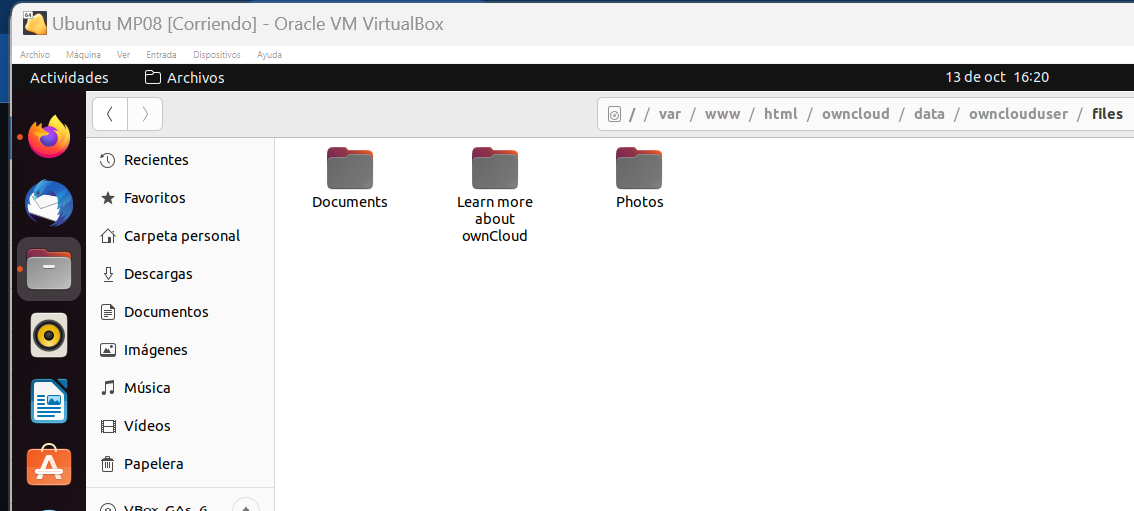 Ubuntu MP08 [Corriendo] - Oracle VM VirtualBox
Archivo Máquina Ver Entrada Dispositivos Ayuda
Actividades Archivos 13 de oct 16:20
/ / var / www / html / owncloud / data / ownclouduser / files
Recientes
Favoritos
Carpeta personal
Descargas
Documentos
Imágenes
Música
Vídeos
Papelera
VBox_GAs_6
Documents
Learn more
about
ownCloud
Photos